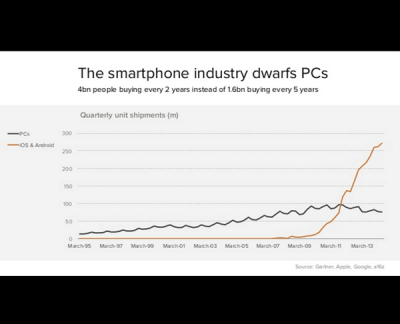 The smartphone industry dwarfs PCs
4bn people buying every 2 years instead of 1.6bn buying every 5 years
Quarterly unit shipments (m)
PCs
iOS & Android
300
250
200
150
100
50
0
March-95 March-97 March-99 March-01 March-03 March-05 March-07 March-09 March-11 March-13
Source: Gartner, Apple, Google, a16z